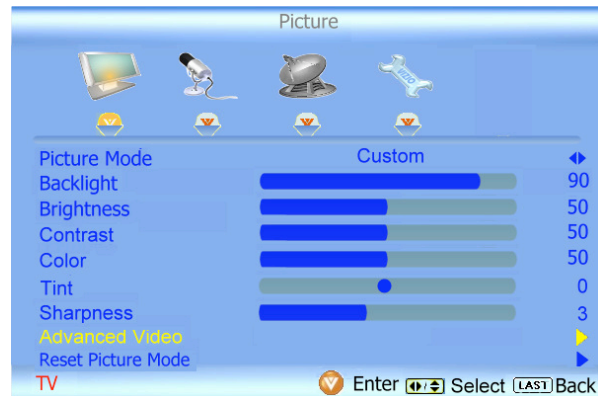 Picture
VIZIO
Picture Mode Custom
Backlight 90
Brightness 50
Contrast 50
Color 50
Tint 0
Sharpness 3
Advanced Video
Reset Picture Mode
TV Enter Select LAST Back